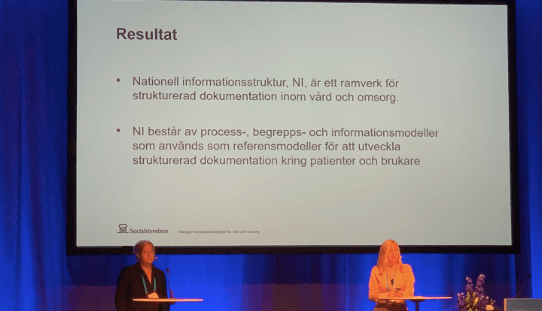 Resultat
• Nationell informationsstruktur, NI, är ett ramverk för
strukturerad dokumentation inom vård och omsorg.
• NI består av process-, begrepps- och informationsmodeller
som används som referensmodeller för att utveckla
strukturerad dokumentation kring patienter och brukare
Socialstyrelsen